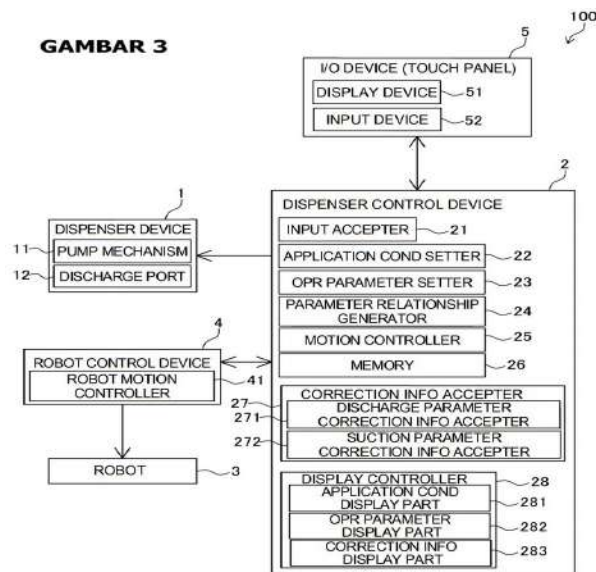 GAMBAR 3
100
5
I/O DEVICE (TOUCH PANEL)
DISPLAY DEVICE
51
INPUT DEVICE
52
2
DISPENSER CONTROL DEVICE
INPUT ACCEPTER
21
APPLICATION COND SETTER
22
OPR PARAMETER SETTER
23
PARAMETER RELATIONSHIP
GENERATOR
24
MOTION CONTROLLER
25
MEMORY
26
1
DISPENSER DEVICE
11
PUMP MECHANISM
12
DISCHARGE PORT
4
ROBOT CONTROL DEVICE
ROBOT MOTION
CONTROLLER
41
ROBOT
3
CORRECTION INFO ACCEPTER
27
271
DISCHARGE PARAMETER
CORRECTION INFO ACCEPTER
272
SUCTION PARAMETER
CORRECTION INFO ACCEPTER
DISPLAY CONTROLLER
28
APPLICATION COND
DISPLAY PART
281
OPR PARAMETER
DISPLAY PART
282
CORRECTION INFO
DISPLAY PART
283